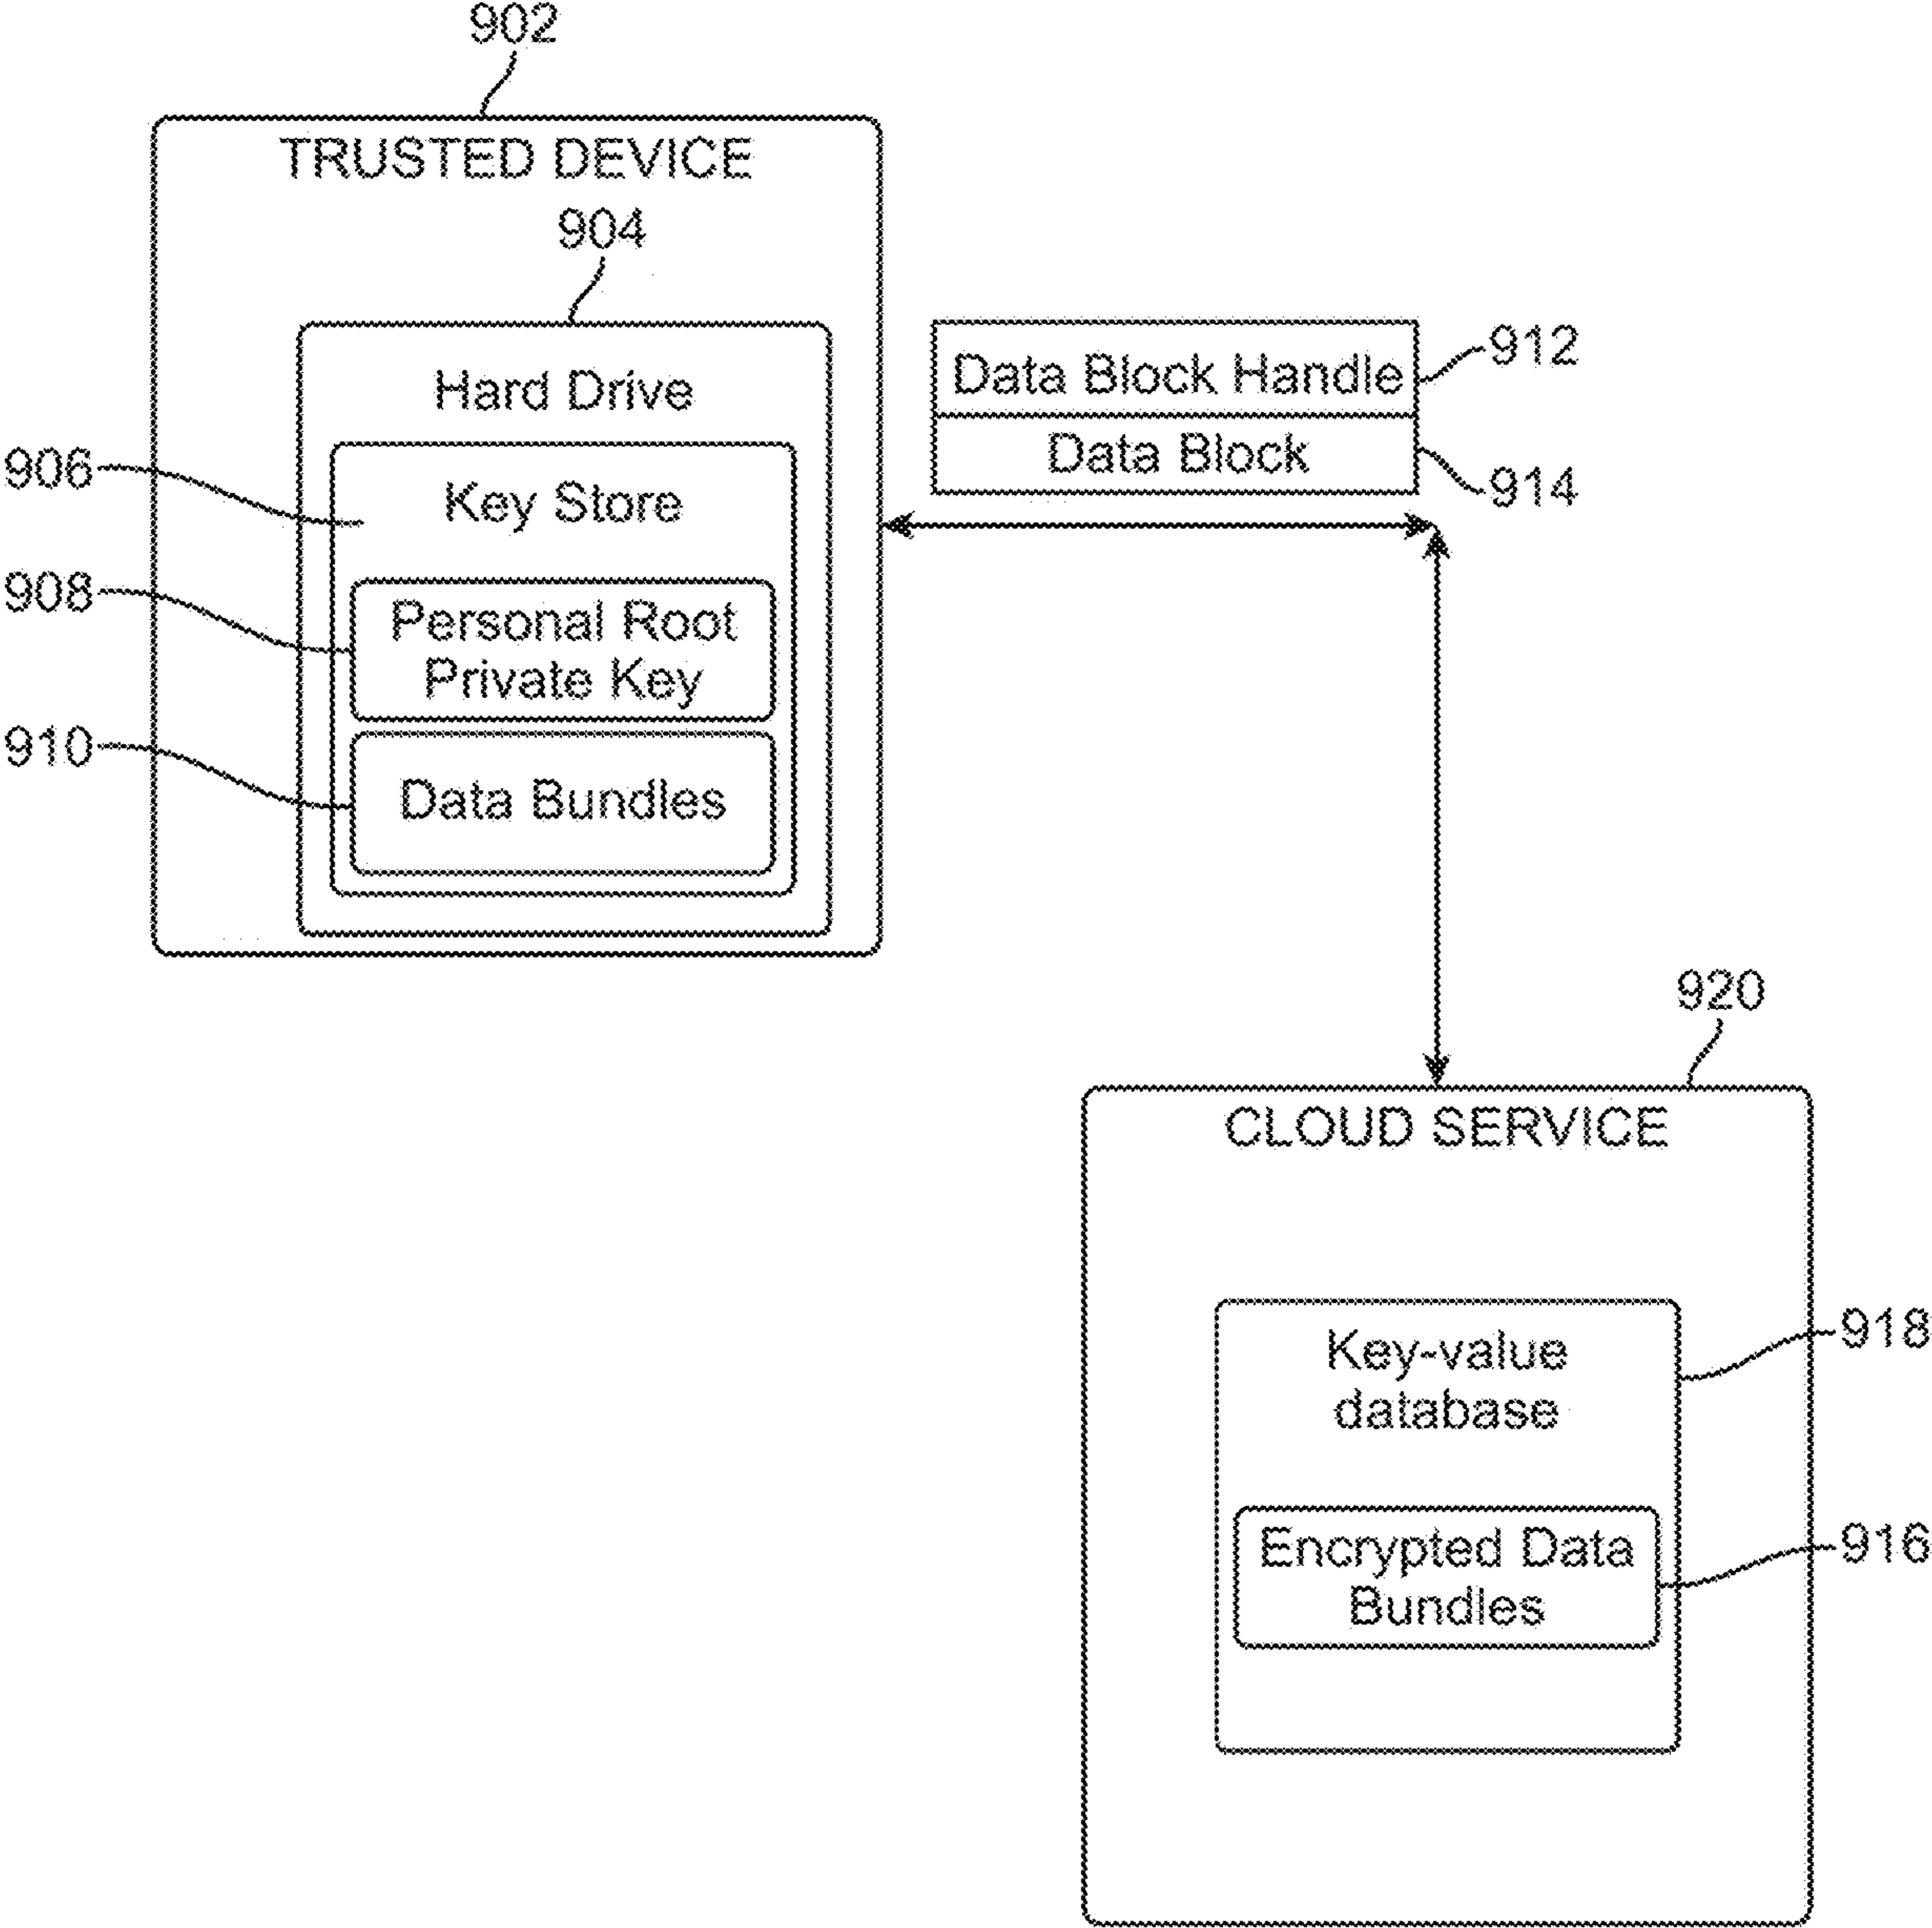 902
TRUSTED DEVICE
904
Hard Drive
912
Data Block Handle
906
Data Block
914
Key Store
908
Personal Root
Private Key
910
Data Bundles
920
CLOUD SERVICE
918
Key-value
database
916
Encrypted Data
Bundles